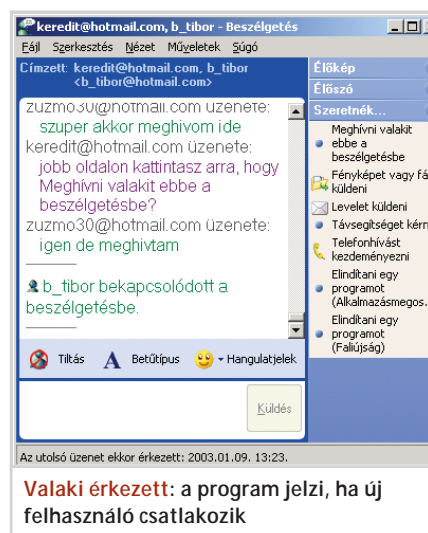 keredit@hotmail.com, b_tibor - Beszélgetés
Fájl Szerkesztés Nézet Műveletek Súgó
Címzett: keredit@hotmail.com, b_tibor
<b_tibor@hotmail.com>
zuzmo30@hotmail.com üzenete:
szuper akkor meghivom ide
keredit@hotmail.com üzenete:
jobb oldalon kattintasz arra, hogy
Meghívni valakit ebbe a
beszélgetésbe?
zuzmo30@hotmail.com üzenete:
igen de meghivtam
b_tibor bekapcsolódott a
beszélgetésbe.
Tiltás A Betűtípus Hangulatjelek
Küldés
Az utolsó üzenet ekkor érkezett: 2003.01.09. 13:23.
Élőkép
Élőszó
Szeretnék...
Meghívni valakit
ebbe a
beszélgetésbe
Fényképet vagy fá
küldeni
Levelet küldeni
Távsegítséget kérn
Telefonhívást
kezdeményezni
Elindítani egy
programot
(Alkalmazásmegos.
Elindítani egy
programot
(Faliújság)
Valaki érkezett: a program jelzi, ha új
felhasználó csatlakozik